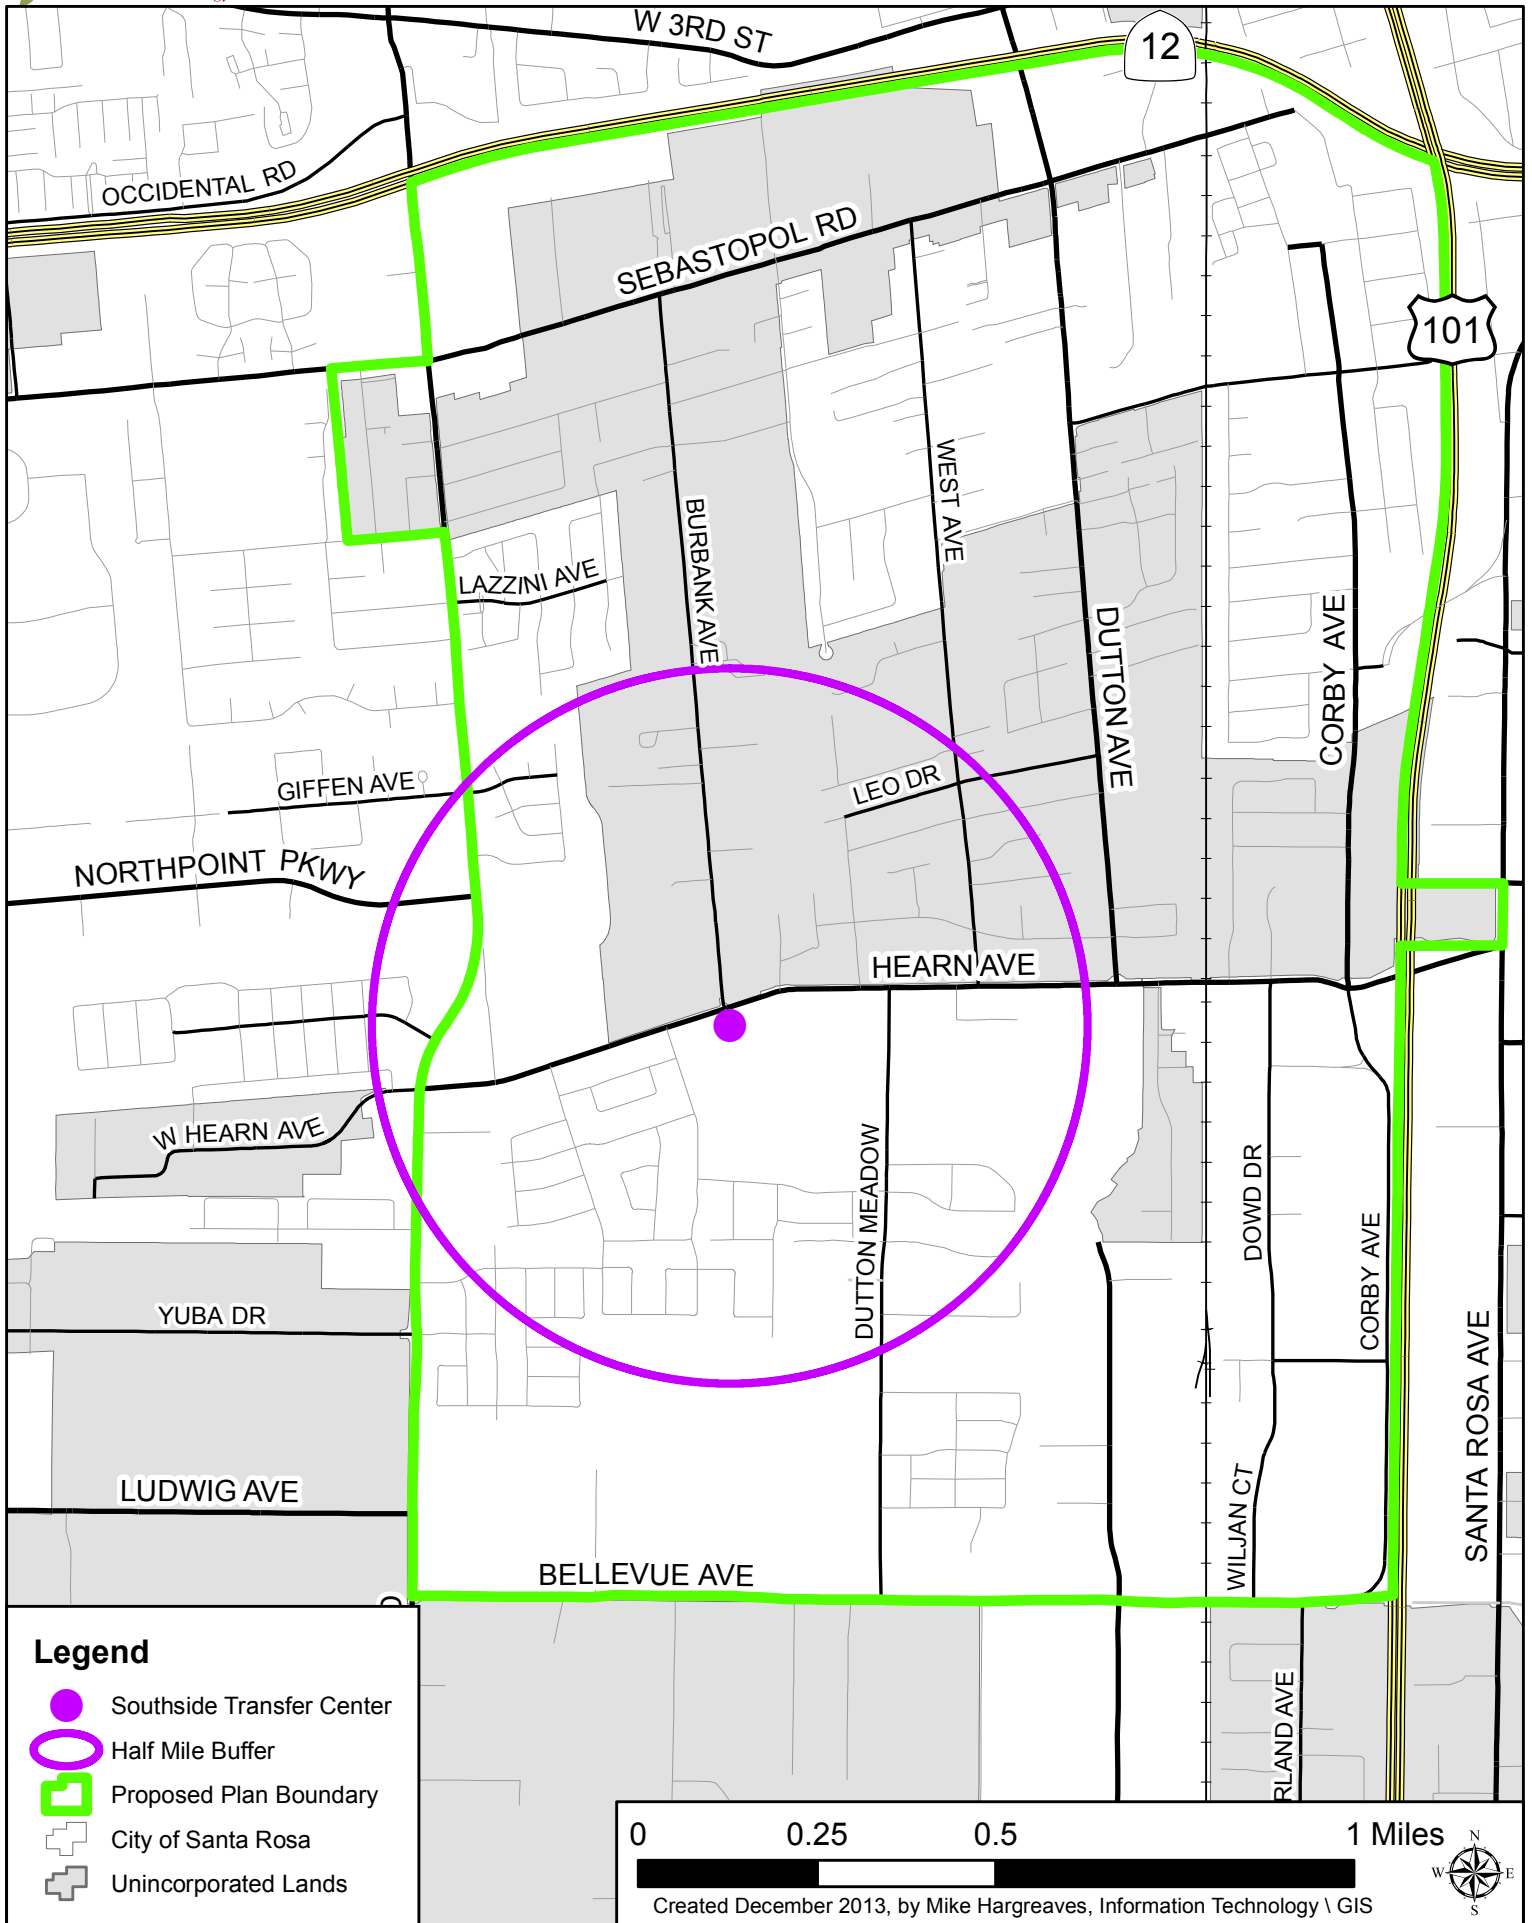 W 3RD ST
12
OCCIDENTAL RD
SEBASTOPOL RD
101
WEST AVE
BURBANK AVE
LAZZINI AVE
DUTTON AVE
CORBY AVE
GIFFEN AVE
LEO DR
NORTHPOINT PKWY
HEARN AVE
W HEARN AVE
DUTTON MEADOW
DOWD DR
CORBY AVE
YUBA DR
SANTA ROSA AVE
LUDWIG AVE
WILJAN CT
BELLEVUE AVE
RLAND AVE
Legend
Southside Transfer Center
Half Mile Buffer
Proposed Plan Boundary
City of Santa Rosa
Unincorporated Lands
0 0.25 0.5 1 Miles
N
W E
S
Created December 2013, by Mike Hargreaves, Information Technology \ GIS